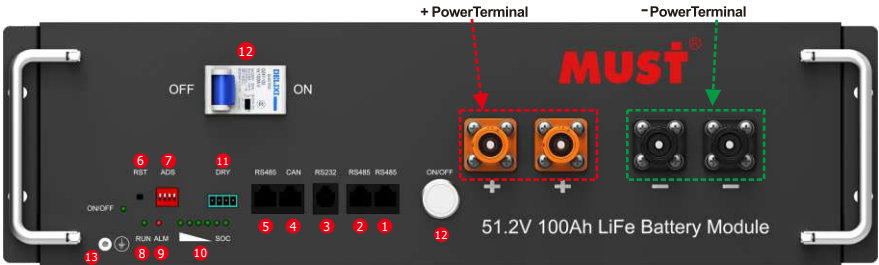 + PowerTerminal
-PowerTerminal
12
MUST®
OFF
DELIXI
ON
6
7
11
RST
ADS
DRY
RS485
CAN
RS232
RS485
RS485
ON/OFF
ON/OFF
+
+
−
−
5
4
3
2
1
12
51.2V 100Ah LiFe Battery Module
13
RUN
ALM
SOC
8
9
10